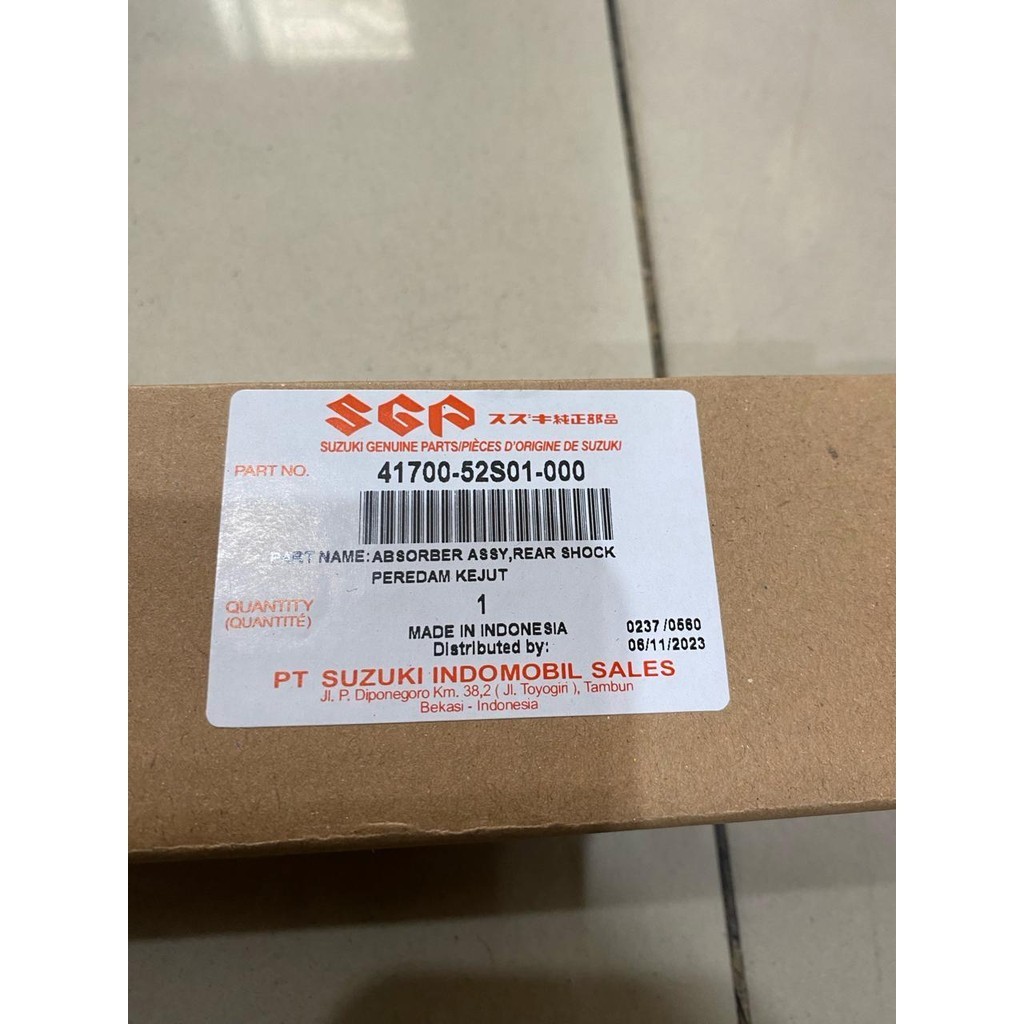 SGP スズキ純正部品
SUZUKI GENUINE PARTS/PIÈCES D'ORIGINE DE SUZUKI
PART NO. 41700-52S01-000
PART NAME:ABSORBER ASSY,REAR SHOCK
PEREDAM KEJUT
QUANTITY 1
(QUANTITÉ)
MADE IN INDONESIA 0237 /0560
Distributed by: 06/11/2023
PT SUZUKI INDOMOBIL SALES
Jl. P. Diponegoro Km. 38,2 ( Jl. Toyogiri ), Tambun
Bekasi - Indonesia